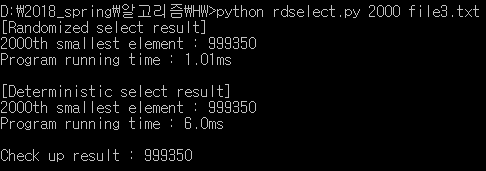 D:\2018_spring\알고리즘\HW>python rdselect.py 2000 file3.txt
[Randomized select result]
2000th smallest element : 999350
Program running time : 1.01ms
[Deterministic select result]
2000th smallest element : 999350
Program running time : 6.0ms
Check up result : 999350